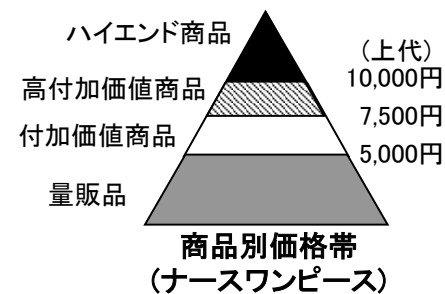 ハイエンド商品
(上代)
10,000円
高付加価値商品
7,500円
付加価値商品
5,000円
量販品
商品別価格帯
(ナースワンピース)